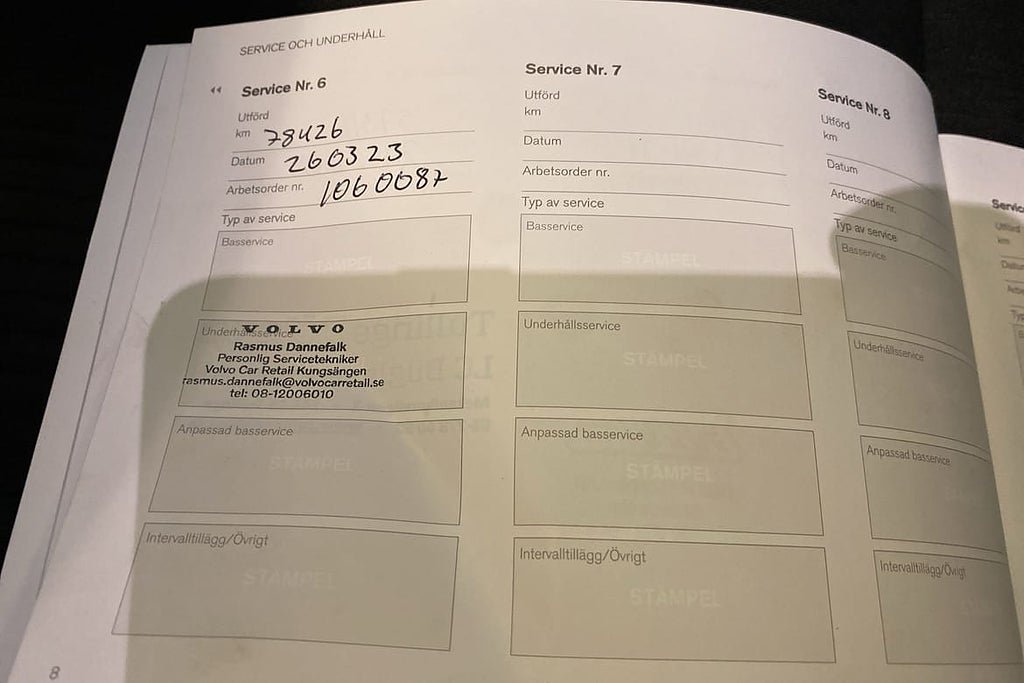 SERVICE OCH UNDERHÅLL
Service Nr. 6
Utförd
km 78426
Datum 260323
Arbetsorder nr. 1060087
Typ av service
Basservice
STÄMPEL
Underhållsservice
VOLVO
Rasmus Dannefalk
Personlig Servicetekniker
Volvo Car Retail Kungsängen
rasmus.dannefalk@volvocarretail.se
tel: 08-12006010
Anpassad basservice
STÄMPEL
Intervalltillägg/Övrigt
STÄMPEL
8
Service Nr. 7
Utförd
km
Datum
Arbetsorder nr.
Typ av service
Basservice
STÄMPEL
Underhållsservice
STÄMPEL
Anpassad basservice
STÄMPEL
Intervalltillägg/Övrigt
STÄMPEL
Service Nr. 8
Utförd
km
Datum
Arbetsorder nr.
Typ av service
Basservice
Underhållsservice
Anpassad basservice
Intervalltillägg/Övrigt